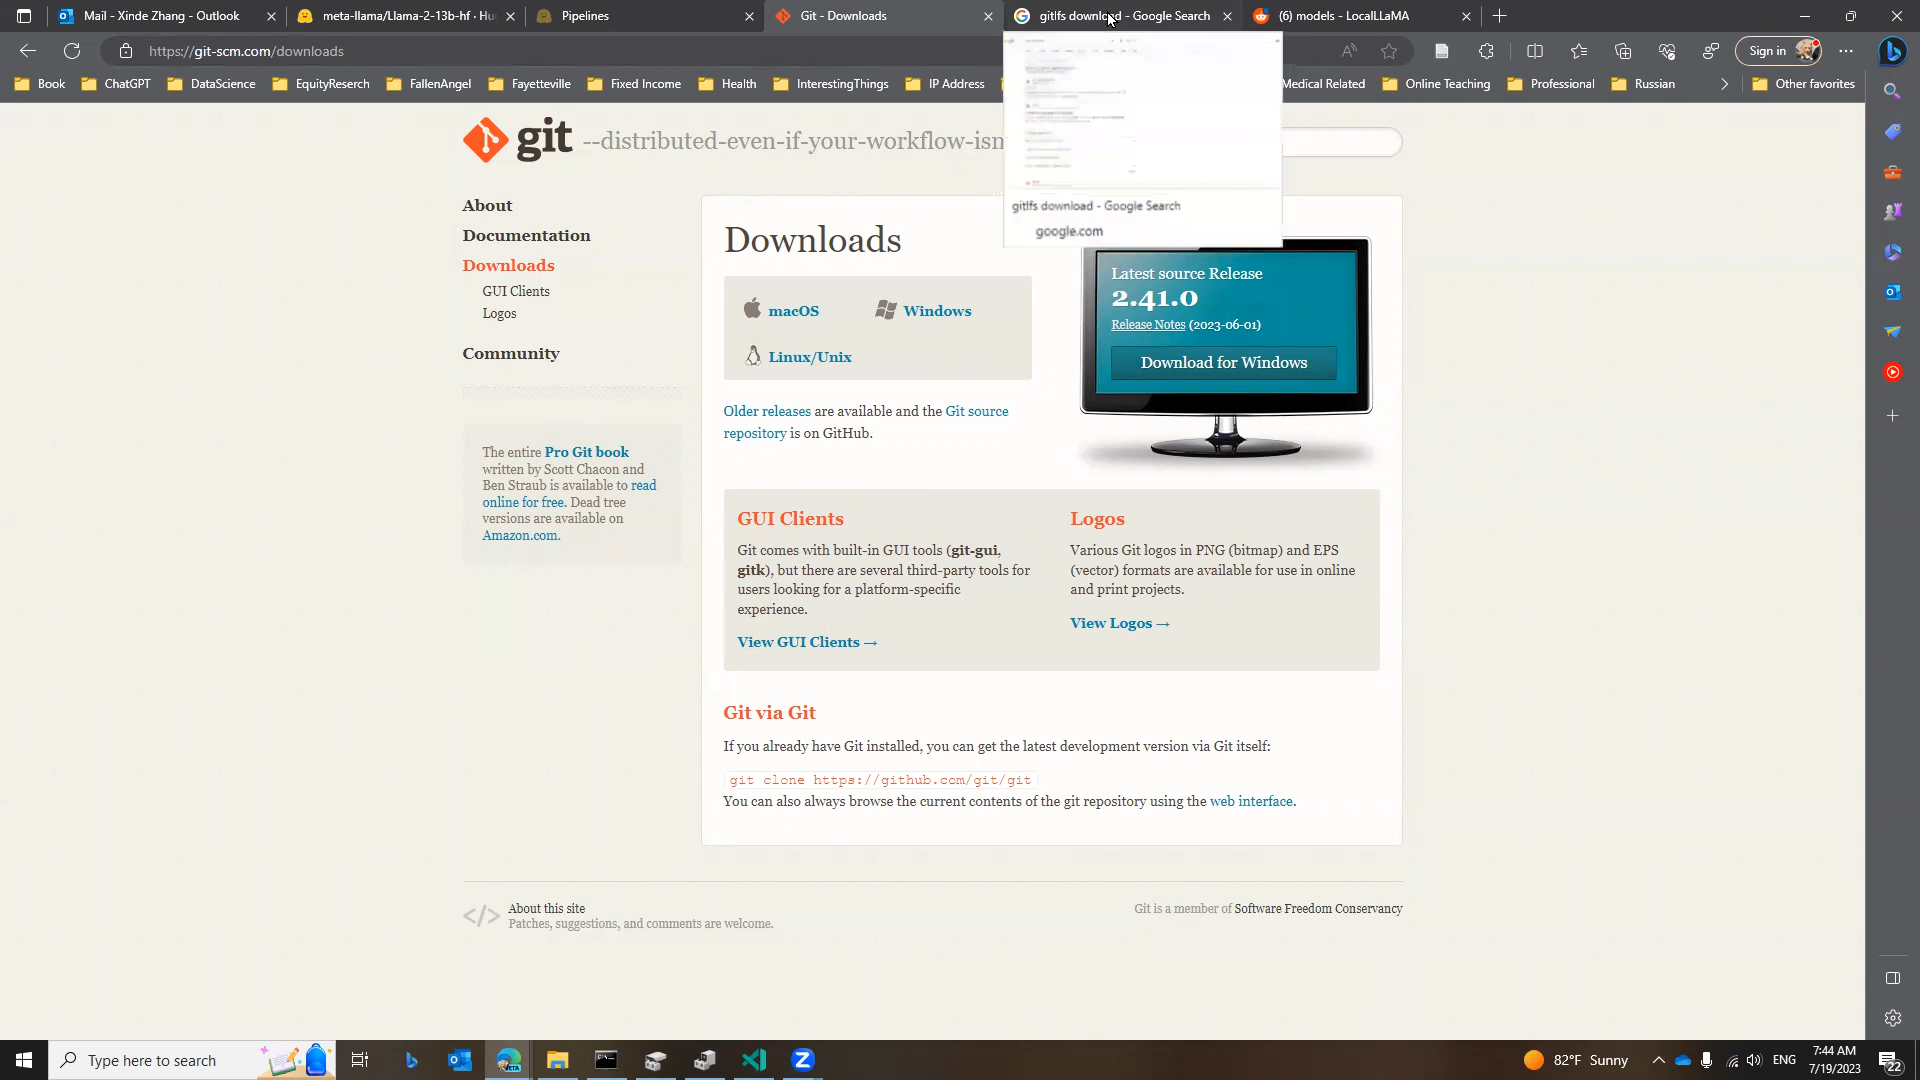 Mail - Xinde Zhang - Outlook
meta-llama/Llama-2-13b-hf · Hu
Pipelines
Git - Downloads
gitlfs download - Google Search
(6) models - LocalLLaMA
https://git-scm.com/downloads
Sign in
Book
ChatGPT
DataScience
EquityReserch
FallenAngel
Fayetteville
Fixed Income
Health
InterestingThings
IP Address
Medical Related
Online Teaching
Professional
Russian
Other favorites
gitlfs download - Google Search
google.com
git --distributed-even-if-your-workflow-isn
About
Documentation
Downloads
GUI Clients
Logos
Community
The entire Pro Git book
written by Scott Chacon and
Ben Straub is available to read
online for free. Dead tree
versions are available on
Amazon.com.
Downloads
macOS
Windows
Linux/Unix
Older releases are available and the Git source
repository is on GitHub.
Latest source Release
2.41.0
Release Notes (2023-06-01)
Download for Windows
GUI Clients
Git comes with built-in GUI tools (git-gui,
gitk), but there are several third-party tools for
users looking for a platform-specific
experience.
View GUI Clients →
Logos
Various Git logos in PNG (bitmap) and EPS
(vector) formats are available for use in online
and print projects.
View Logos →
Git via Git
If you already have Git installed, you can get the latest development version via Git itself:
git clone https://github.com/git/git
You can also always browse the current contents of the git repository using the web interface.
</> About this site
Patches, suggestions, and comments are welcome.
Git is a member of Software Freedom Conservancy
Type here to search
82°F Sunny
ENG
7:44 AM
7/19/2023
22